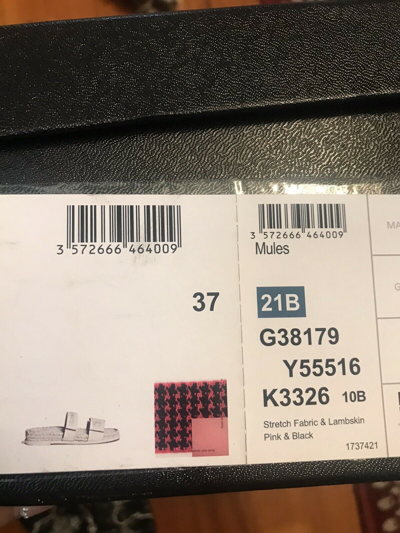 3 572666 464009
37
3 572666 464009
Mules
21B
G38179
Y55516
K3326 10B
Stretch Fabric & Lambskin
Pink & Black
1737421
MA
G